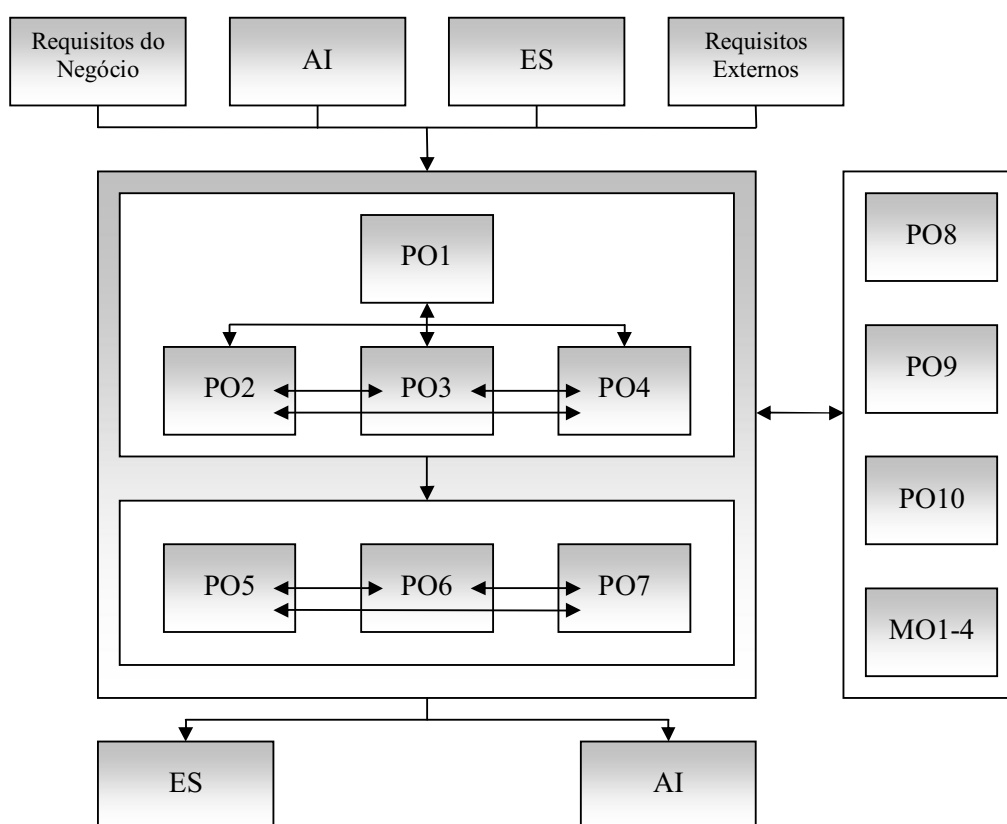 Requisitos do
Negócio
AI
ES
Requisitos
Externos
PO1
PO2
PO3
PO4
PO5
PO6
PO7
PO8
PO9
PO10
MO1-4
ES
AI